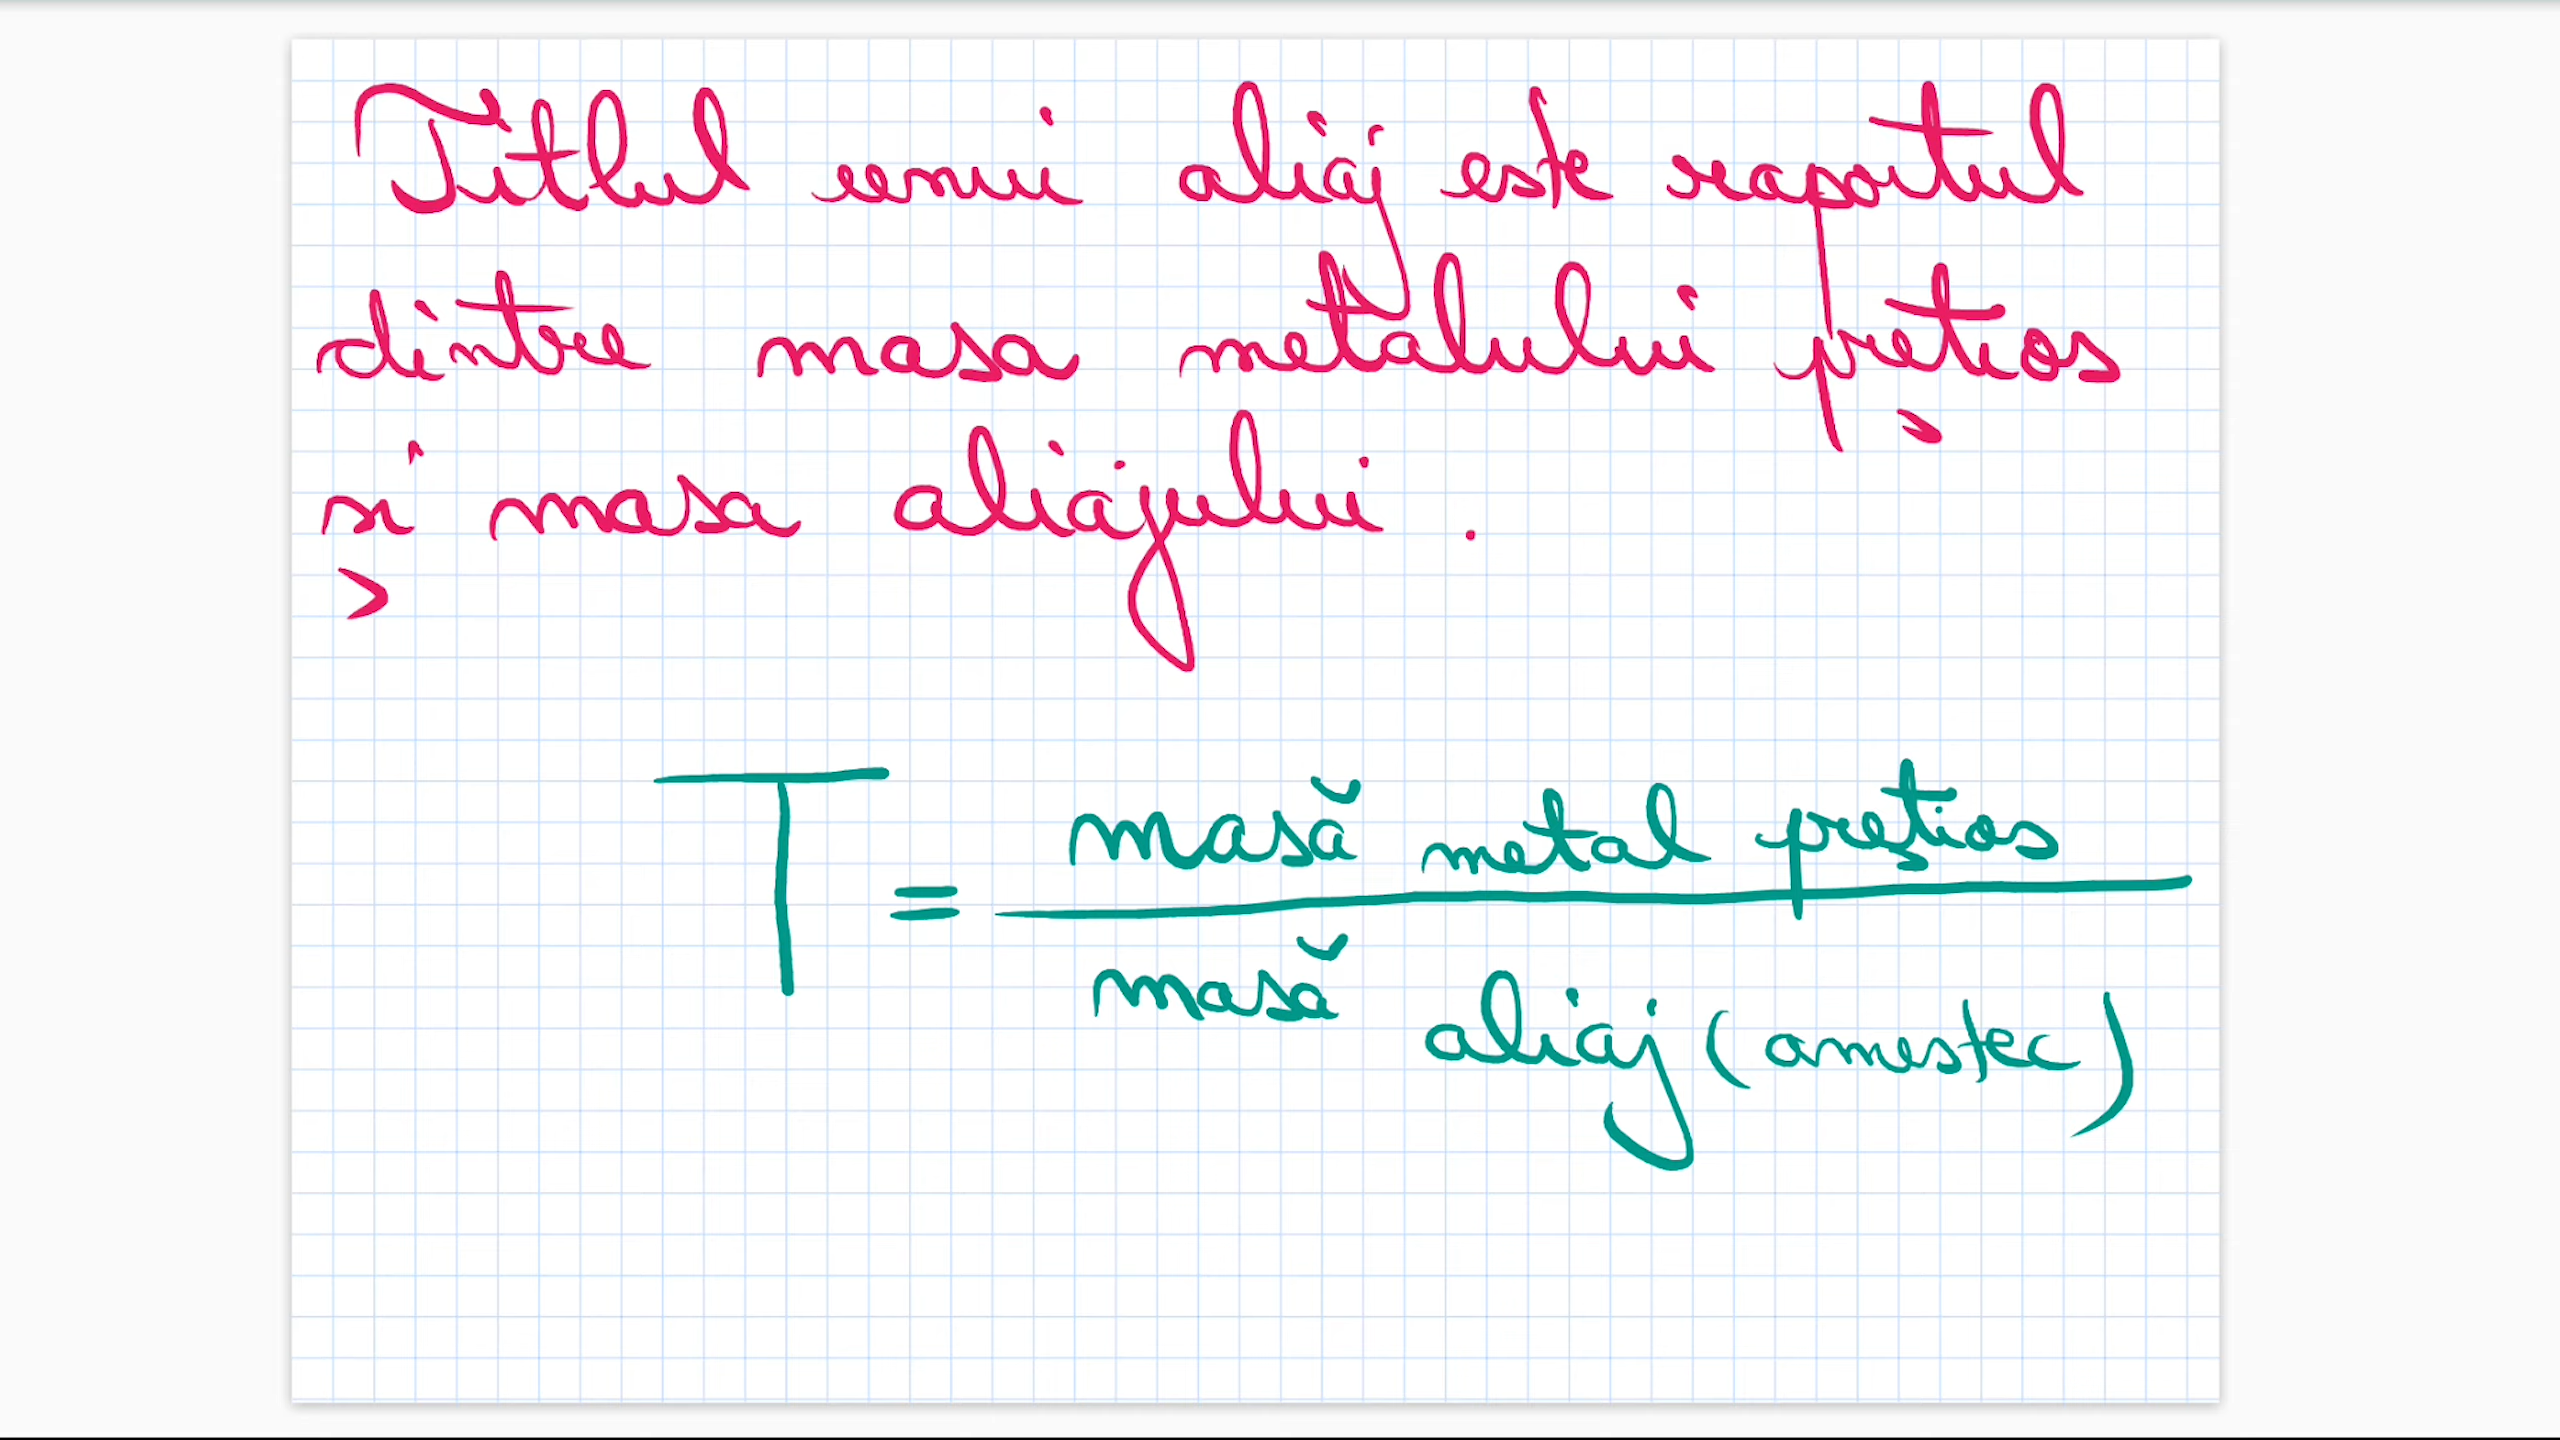 Titlul unui aliaj este raportul
dintre masa metalului prețios
și masa aliajului.
T = masă metal prețios
masă aliaj (amestec)